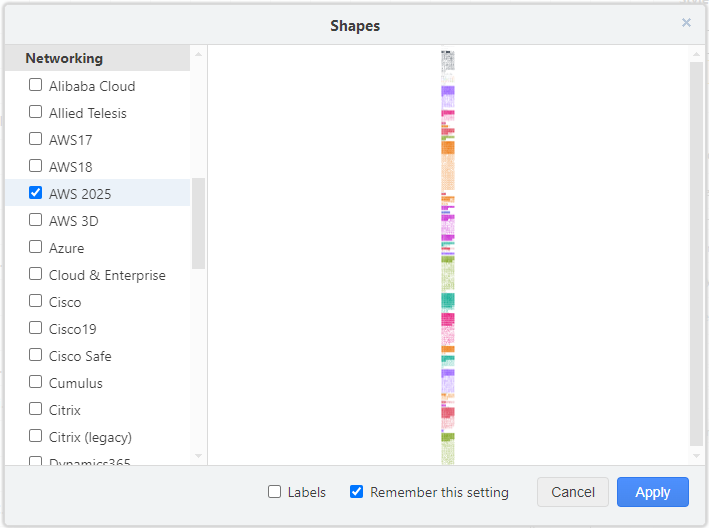 Shapes
×
Networking
Alibaba Cloud
Allied Telesis
AWS17
AWS18
AWS 2025
AWS 3D
Azure
Cloud & Enterprise
Cisco
Cisco19
Cisco Safe
Cumulus
Citrix
Citrix (legacy)
Dynamics365
Labels
Remember this setting
Cancel
Apply